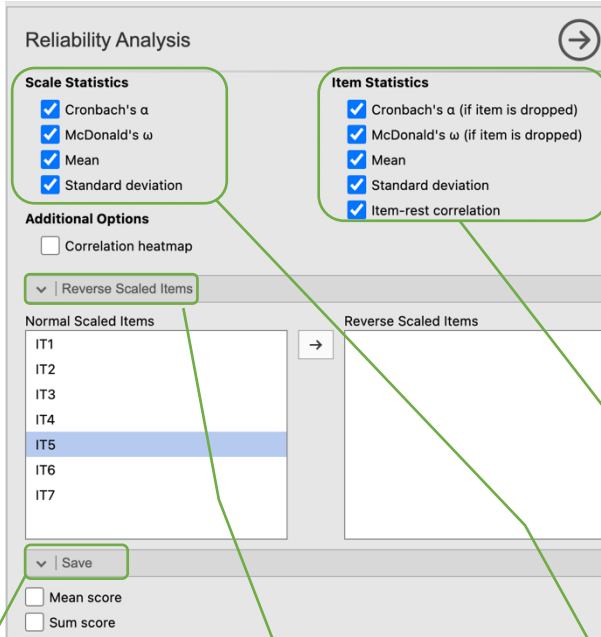 Reliability Analysis
Scale Statistics
Cronbach's α
McDonald's ω
Mean
Standard deviation
Item Statistics
Cronbach's α (if item is dropped)
McDonald's ω (if item is dropped)
Mean
Standard deviation
Item-rest correlation
Additional Options
Correlation heatmap
Reverse Scaled Items
Normal Scaled Items
IT1
IT2
IT3
IT4
IT5
IT6
IT7
Reverse Scaled Items
Save
Mean score
Sum score